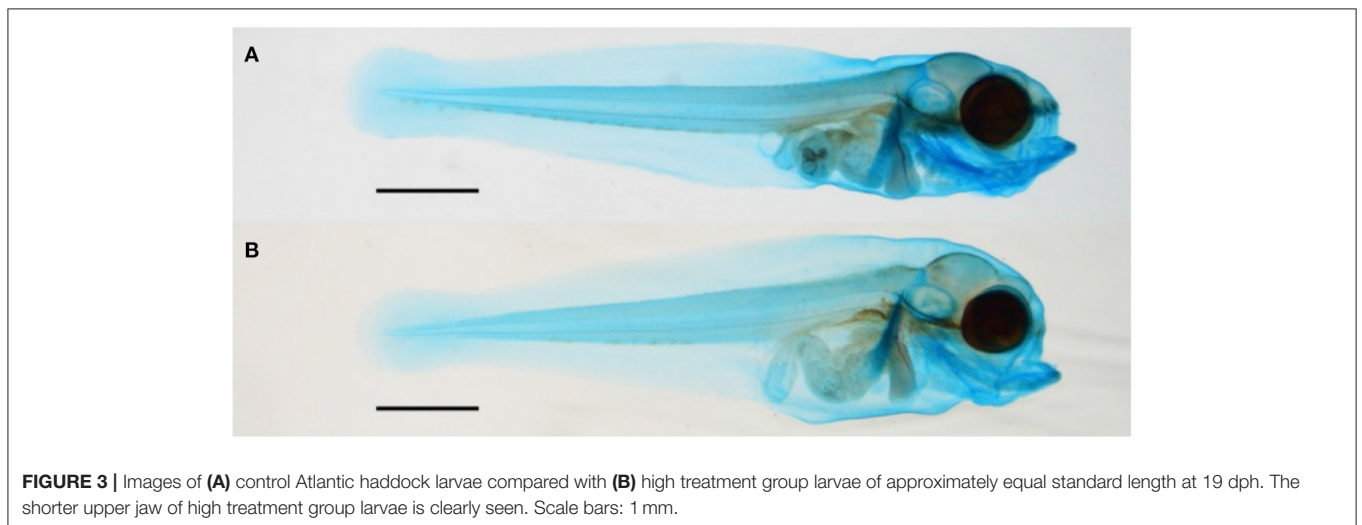 A
B
FIGURE 3 | Images of (A) control Atlantic haddock larvae compared with (B) high treatment group larvae of approximately equal standard length at 19 dph. The
shorter upper jaw of high treatment group larvae is clearly seen. Scale bars: 1 mm.